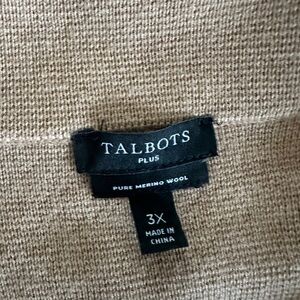 TALBOTS
PLUS
PURE MERINO WOOL
3X
MADE IN
CHINA